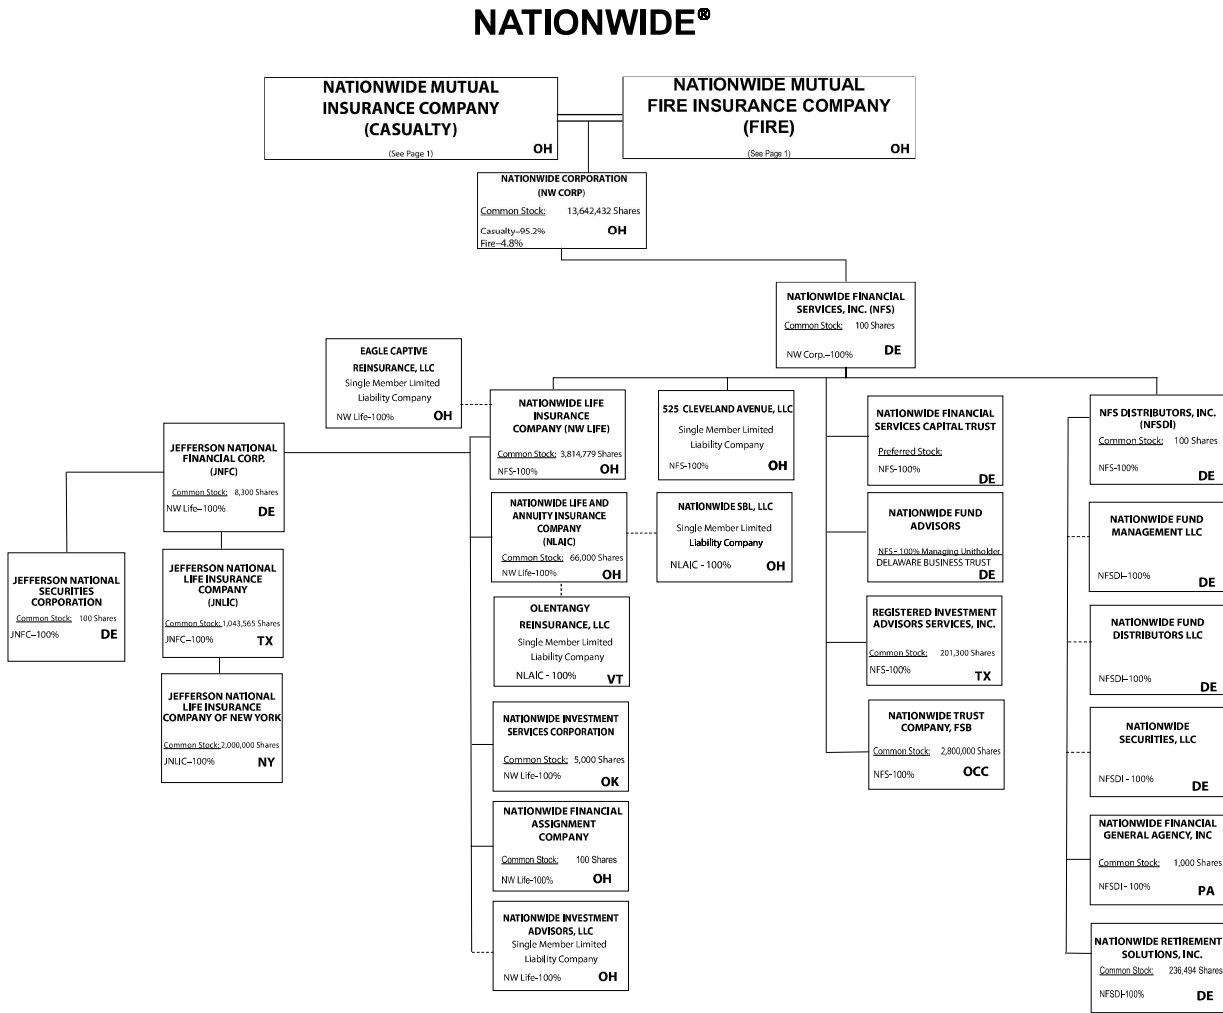 NATIONWIDE®
NATIONWIDE MUTUAL
INSURANCE COMPANY
(CASUALTY)
(See Page 1)
OH
NATIONWIDE MUTUAL
FIRE INSURANCE COMPANY
(FIRE)
(See Page 1)
OH
NATIONWIDE CORPORATION
(NW CORP)
Common Stock: 13,642,432 Shares
Casualty–95.2% OH
Fire–4.8%
NATIONWIDE FINANCIAL
SERVICES, INC. (NFS)
Common Stock: 100 Shares
NW Corp.–100% DE
EAGLE CAPTIVE
REINSURANCE, LLC
Single Member Limited
Liability Company
NW Life-100% OH
NATIONWIDE LIFE
INSURANCE
COMPANY (NW LIFE)
Common Stock: 3,814,779 Shares
NFS-100% OH
525 CLEVELAND AVENUE, LLC
Single Member Limited
Liability Company
NFS-100% OH
NATIONWIDE FINANCIAL
SERVICES CAPITAL TRUST
Preferred Stock:
NFS-100%
DE
NFS DISTRIBUTORS, INC.
(NFSDI)
Common Stock: 100 Shares
NFS-100%
DE
JEFFERSON NATIONAL
FINANCIAL CORP.
(JNFC)
Common Stock: 8,300 Shares
NW Life–100% DE
NATIONWIDE LIFE AND
ANNUITY INSURANCE
COMPANY
(NLAIC)
Common Stock: 66,000 Shares
NW Life-100% OH
NATIONWIDE SBL, LLC
Single Member Limited
Liability Company
NLAIC - 100% OH
NATIONWIDE FUND
ADVISORS
NFS - 100% Managing Unitholder
DELAWARE BUSINESS TRUST
DE
NATIONWIDE FUND
MANAGEMENT LLC
NFSDI–100%
DE
JEFFERSON NATIONAL
SECURITIES
CORPORATION
Common Stock: 100 Shares
JNFC–100% DE
JEFFERSON NATIONAL
LIFE INSURANCE
COMPANY
(JNLIC)
Common Stock: 1,043,565 Shares
JNFC–100% TX
OLENTANGY
REINSURANCE, LLC
Single Member Limited
Liability Company
NLAIC - 100% VT
REGISTERED INVESTMENT
ADVISORS SERVICES, INC.
Common Stock: 201,300 Shares
NFS-100%
TX
NATIONWIDE FUND
DISTRIBUTORS LLC
NFSDI–100%
DE
JEFFERSON NATIONAL
LIFE INSURANCE
COMPANY OF NEW YORK
Common Stock: 2,000,000 Shares
JNLIC–100% NY
NATIONWIDE INVESTMENT
SERVICES CORPORATION
Common Stock: 5,000 Shares
NW Life-100%
OK
NATIONWIDE TRUST
COMPANY, FSB
Common Stock: 2,800,000 Shares
NFS-100% OCC
NATIONWIDE
SECURITIES, LLC
NFSDI - 100%
DE
NATIONWIDE FINANCIAL
ASSIGNMENT
COMPANY
Common Stock: 100 Shares
NW Life-100% OH
NATIONWIDE FINANCIAL
GENERAL AGENCY, INC
Common Stock: 1,000 Shares
NFSDI - 100%
PA
NATIONWIDE INVESTMENT
ADVISORS, LLC
Single Member Limited
Liability Company
NW Life-100% OH
NATIONWIDE RETIREMENT
SOLUTIONS, INC.
Common Stock: 236,494 Shares
NFSDI-100% DE